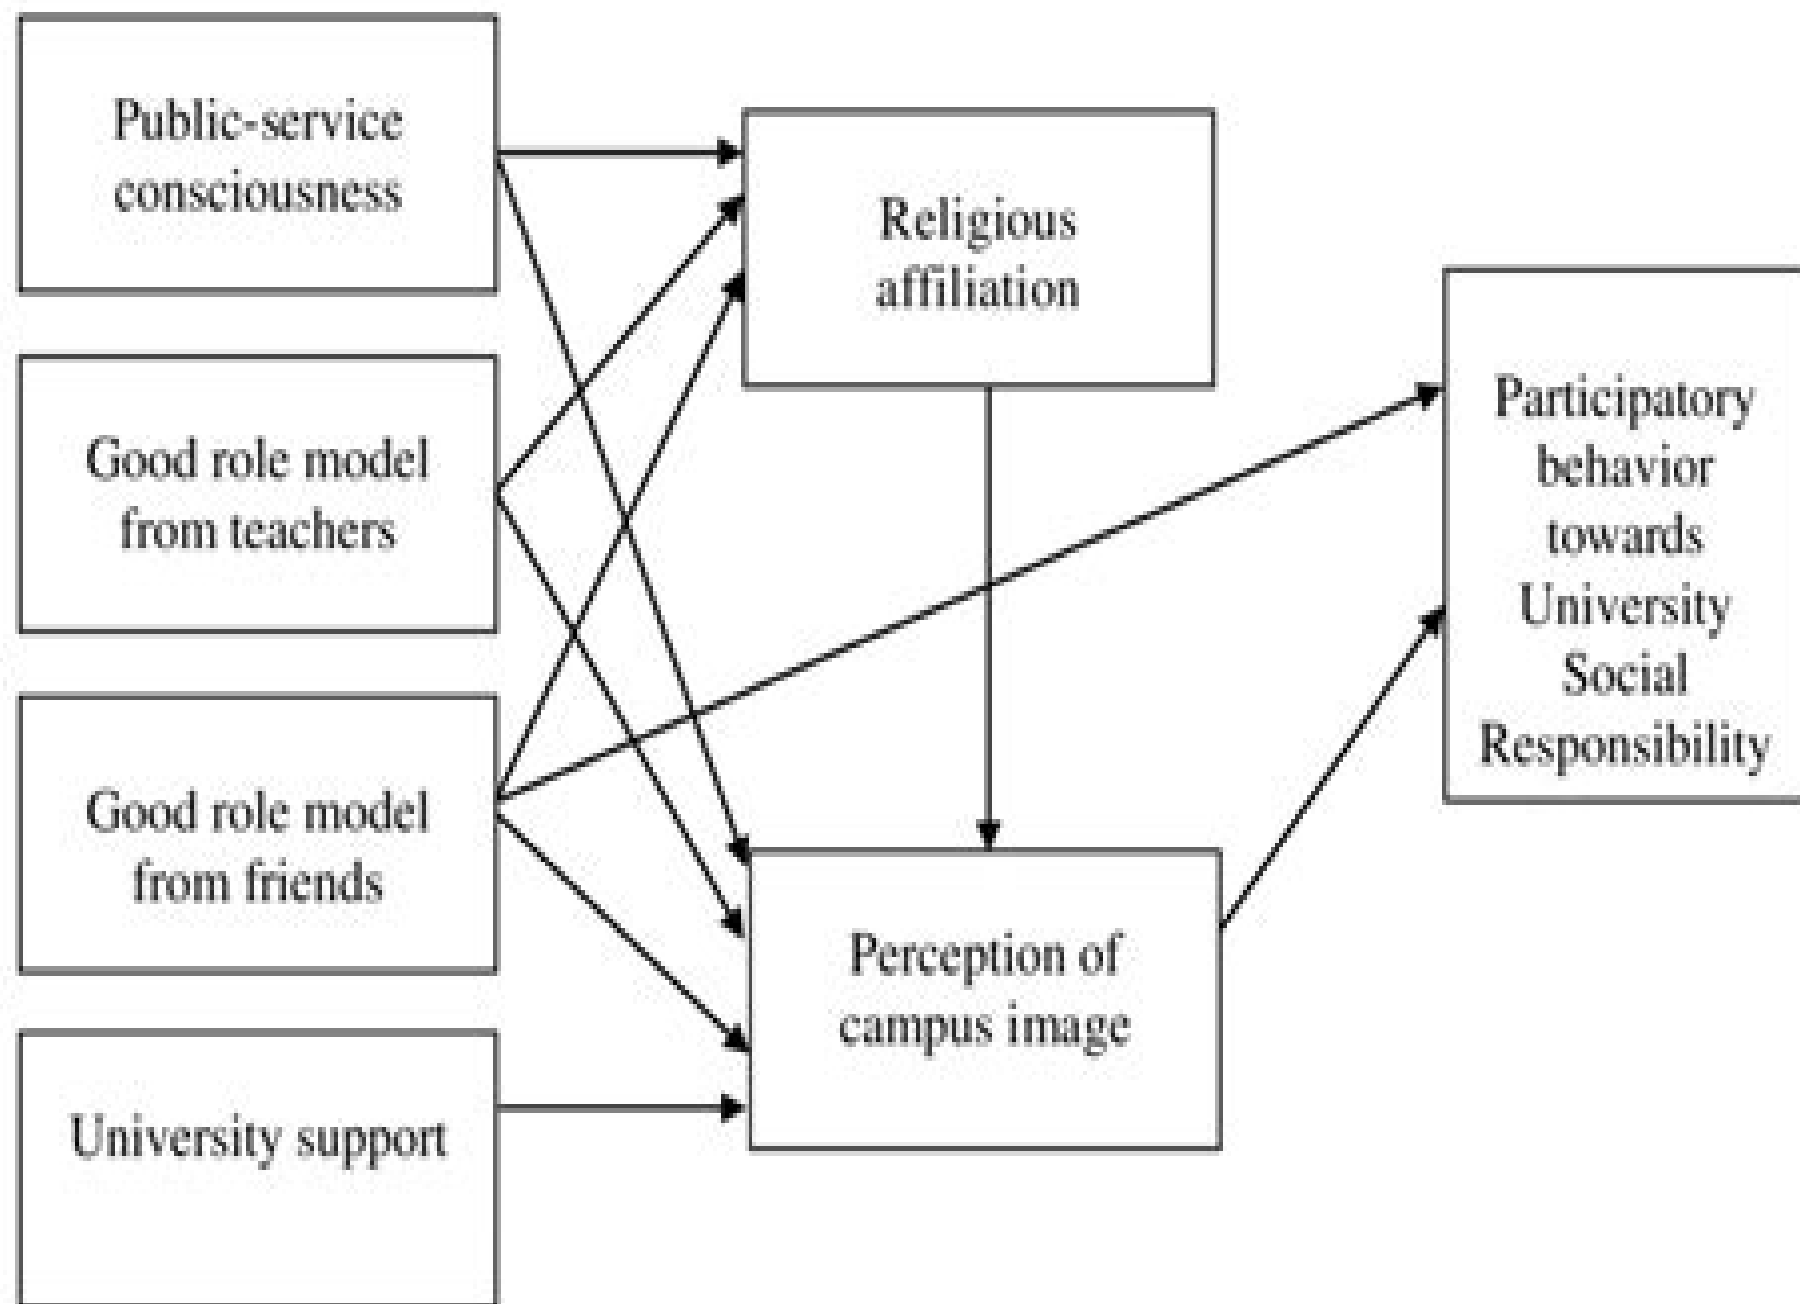 Public-service
consciousness
Good role model
from teachers
Good role model
from friends
University support
Religious
affiliation
Perception of
campus image
Participatory
behavior
towards
University
Social
Responsibility